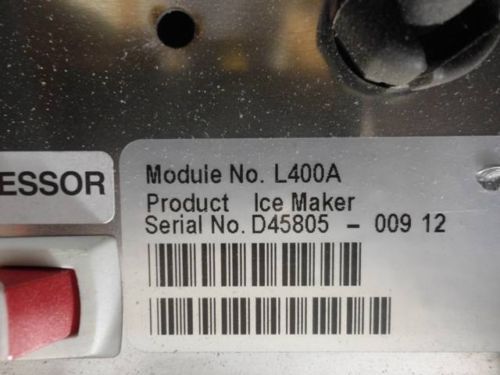 ESSOR
Module No. L400A
Product Ice Maker
Serial No. D45805 - 009 12